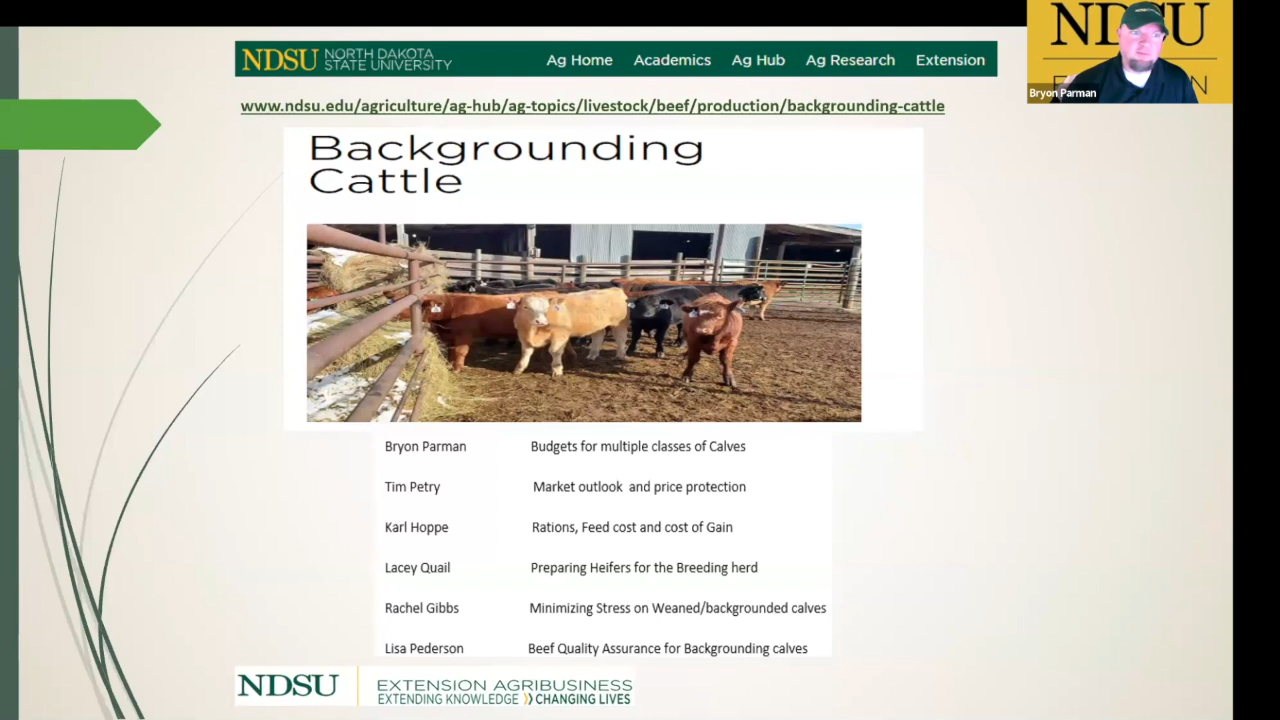 NDSU NORTH DAKOTA STATE UNIVERSITY
Ag Home Academics Ag Hub Ag Research Extension
www.ndsu.edu/agriculture/ag-hub/ag-topics/livestock/beef/production/backgrounding-cattle
Backgrounding
Cattle
Bryon Parman Budgets for multiple classes of Calves
Tim Petry Market outlook and price protection
Karl Hoppe Rations, Feed cost and cost of Gain
Lacey Quail Preparing Heifers for the Breeding herd
Rachel Gibbs Minimizing Stress on Weaned/backgrounded calves
Lisa Pederson Beef Quality Assurance for Backgrounding calves
NDSU EXTENSION AGRIBUSINESS
EXTENDING KNOWLEDGE CHANGING LIVES
Bryon Parman